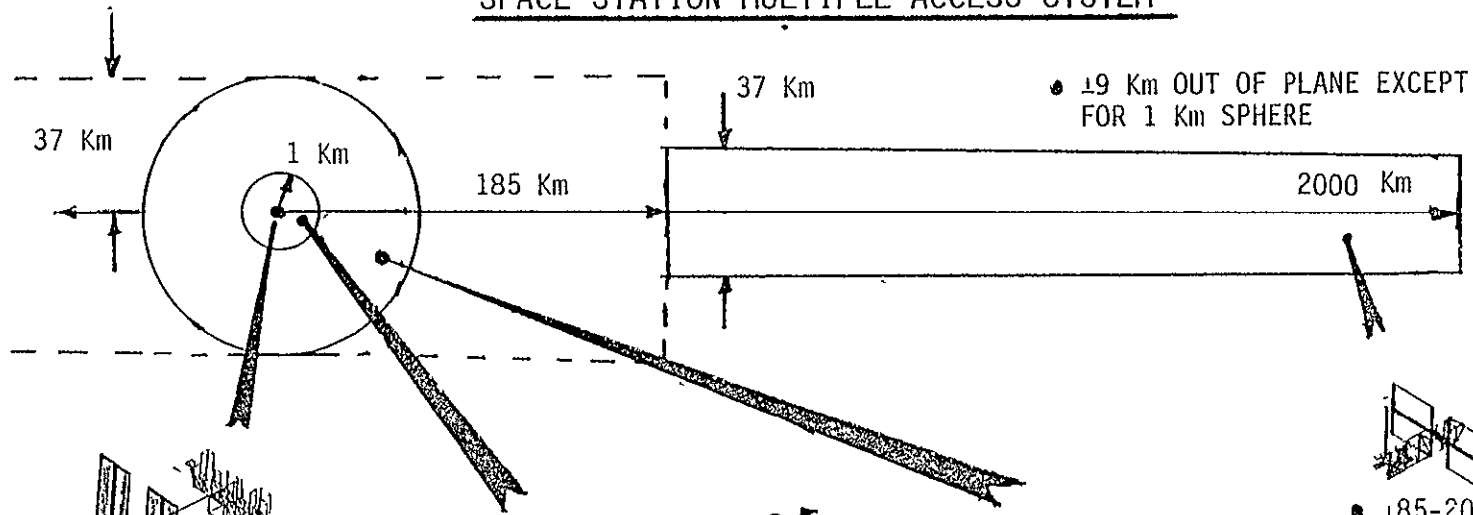 SPACE STATION MULTIPLE ACCESS SYSTEM
37 Km
• ±9 Km OUT OF PLANE EXCEPT
FOR 1 Km SPHERE
37 Km
1 Km
185 Km
2000 Km